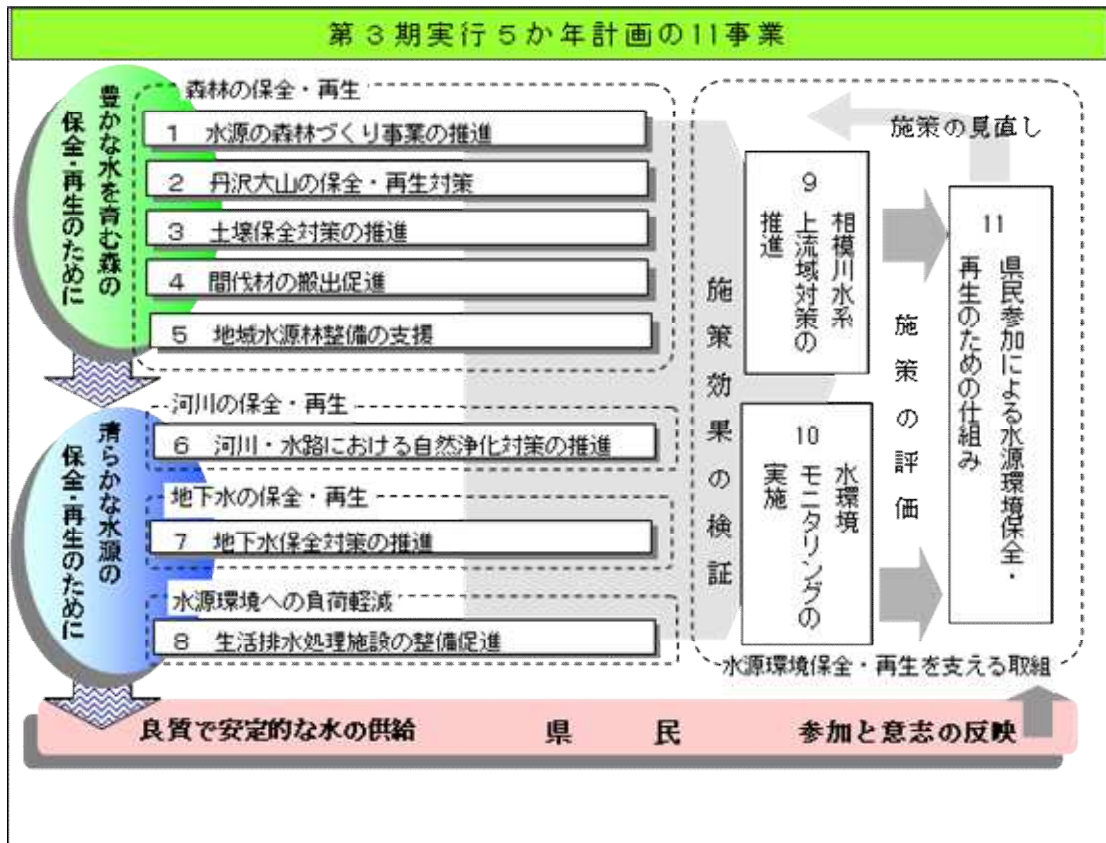 第3期実行5か年計画の11事業
豊かな水を育む森の
保全・再生のために
森林の保全・再生
1 水源の森林づくり事業の推進
2 丹沢大山の保全・再生対策
3 土壌保全対策の推進
4 間伐材の搬出促進
5 地域水源林整備の支援
清らかな水源の
保全・再生のために
河川の保全・再生
6 河川・水路における自然浄化対策の推進
地下水の保全・再生
7 地下水保全対策の推進
水源環境への負荷軽減
8 生活排水処理施設の整備促進
施策効果の検証
9 相模川水系
上流域対策の
推進
10 水環境
モニタリングの
実施
施策の評価
施策の見直し
11 県民参加による水源環境保全・
再生のための仕組み
水源環境保全・再生を支える取組
良質で安定的な水の供給 県民 参加と意志の反映